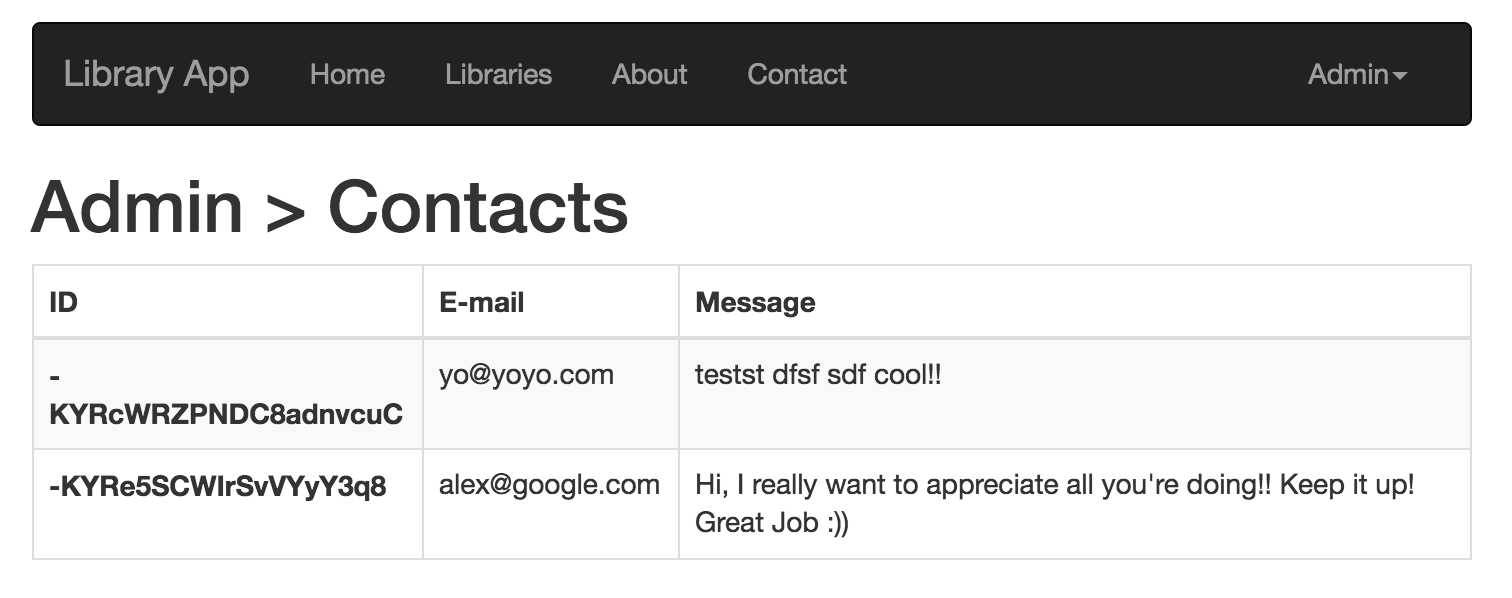 Library App Home Libraries About Contact Admin
Admin > Contacts
ID E-mail Message
- yo@yoyo.com testst dfsf sdf cool!!
KYRcWRZPNDC8adnvcuC
-KYRe5SCWIrSvVYyY3q8 alex@google.com Hi, I really want to appreciate all you're doing!! Keep it up!
Great Job :))